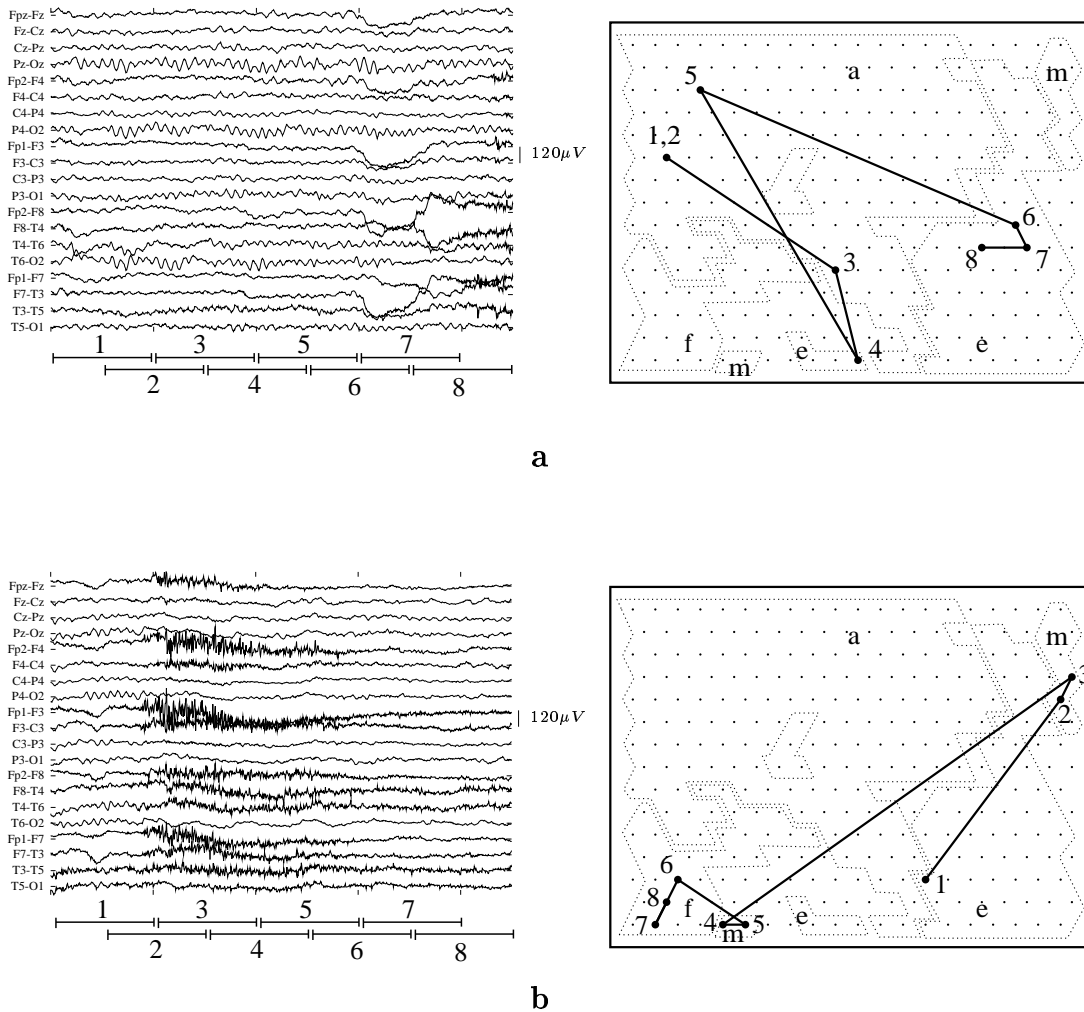 Fpz-Fz
Fz-Cz
Cz-Pz
Pz-Oz
Fp2-F4
F4-C4
C4-P4
P4-O2
Fp1-F3
F3-C3
C3-P3
P3-O1
Fp2-F8
F8-T4
T4-T6
T6-O2
Fp1-F7
F7-T3
T3-T5
T5-O1
120μV
1 3 5 7
2 4 6 8
a m
5
1,2
6
3 8 7
f e 4 e
m
a
Fpz-Fz
Fz-Cz
Cz-Pz
Pz-Oz
Fp2-F4
F4-C4
C4-P4
P4-O2
Fp1-F3
F3-C3
C3-P3
P3-O1
Fp2-F8
F8-T4
T4-T6
T6-O2
Fp1-F7
F7-T3
T3-T5
T5-O1
120μV
1 3 5 7
2 4 6 8
a m
2
6 1
8 f e e
7 4 m 5
b